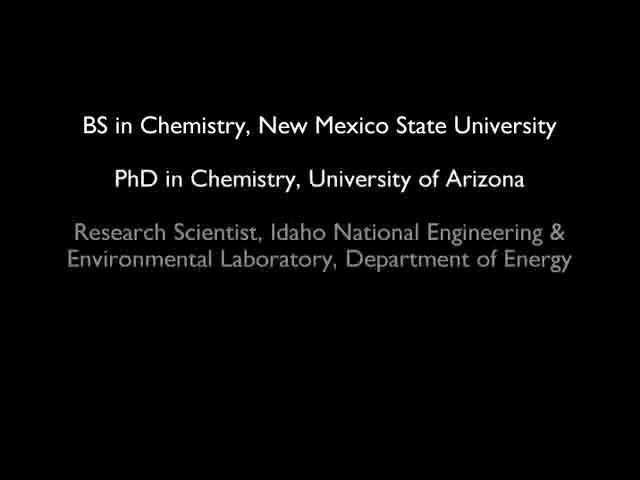 BS in Chemistry, New Mexico State University
PhD in Chemistry, University of Arizona
Research Scientist, Idaho National Engineering &
Environmental Laboratory, Department of Energy